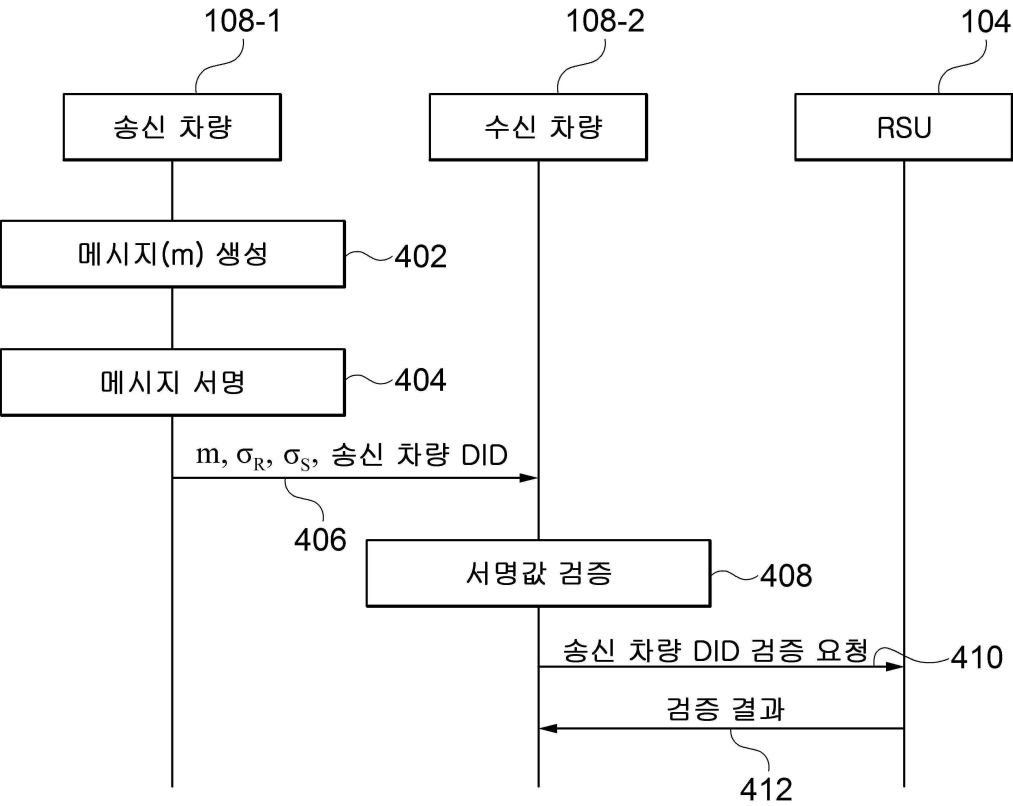 108-1
108-2
104
송신 차량
수신 차량
RSU
메시지(m) 생성
402
메시지 서명
404
m, σR, σS, 송신 차량 DID
406
서명값 검증
408
송신 차량 DID 검증 요청
410
검증 결과
412